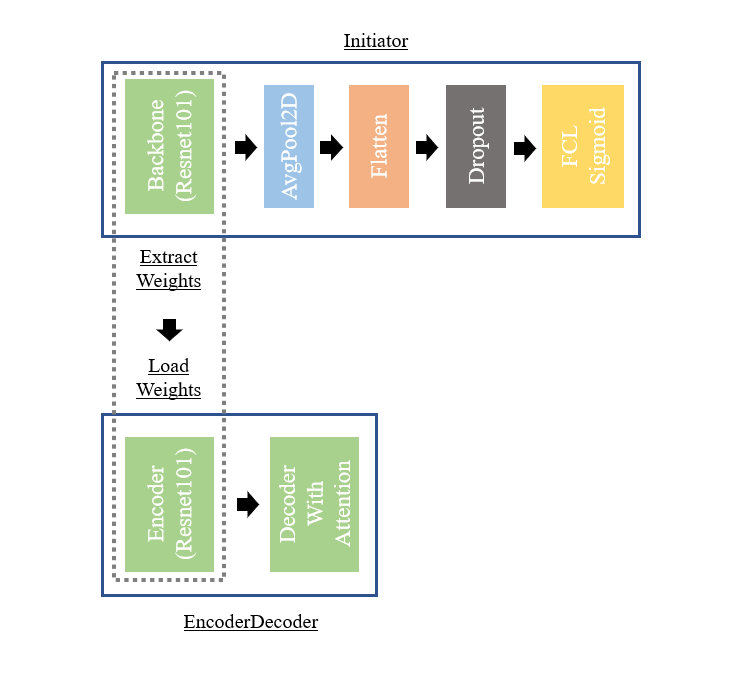 Initiator
Backbone
(Resnet101)
AvgPool2D
Flatten
Dropout
FCL
Sigmoid
Extract
Weights
Load
Weights
Encoder
(Resnet101)
Decoder
With
Attention
EncoderDecoder